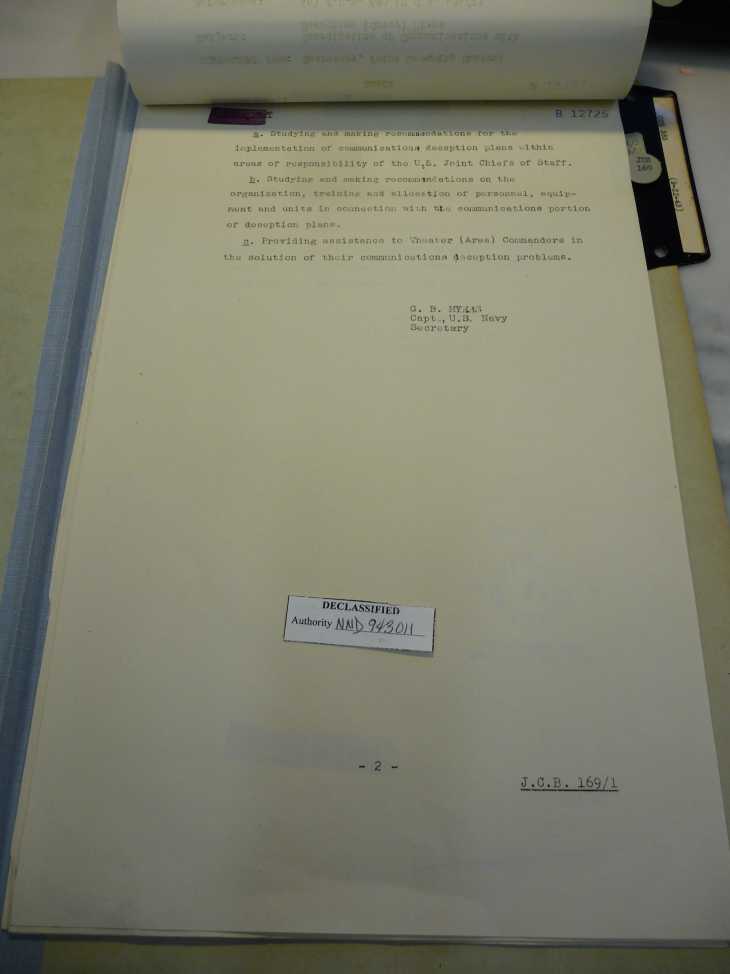 B 12725
a. Studying and making recommendations for the
implementation of communications deception plans within
areas of responsibility of the U.S. Joint Chiefs of Staff.
b. Studying and making recommendations on the
organization, training and allocation of personnel, equip-
ment and units in connection with the communications portion
of deception plans.
c. Providing assistance to Theater (Area) Commanders in
the solution of their communications deception problems.
G. B. MYERS
Capt., U.S. Navy
Secretary
DECLASSIFIED
Authority NND 943011
- 2 -
J.C.B. 169/1
JCB
169